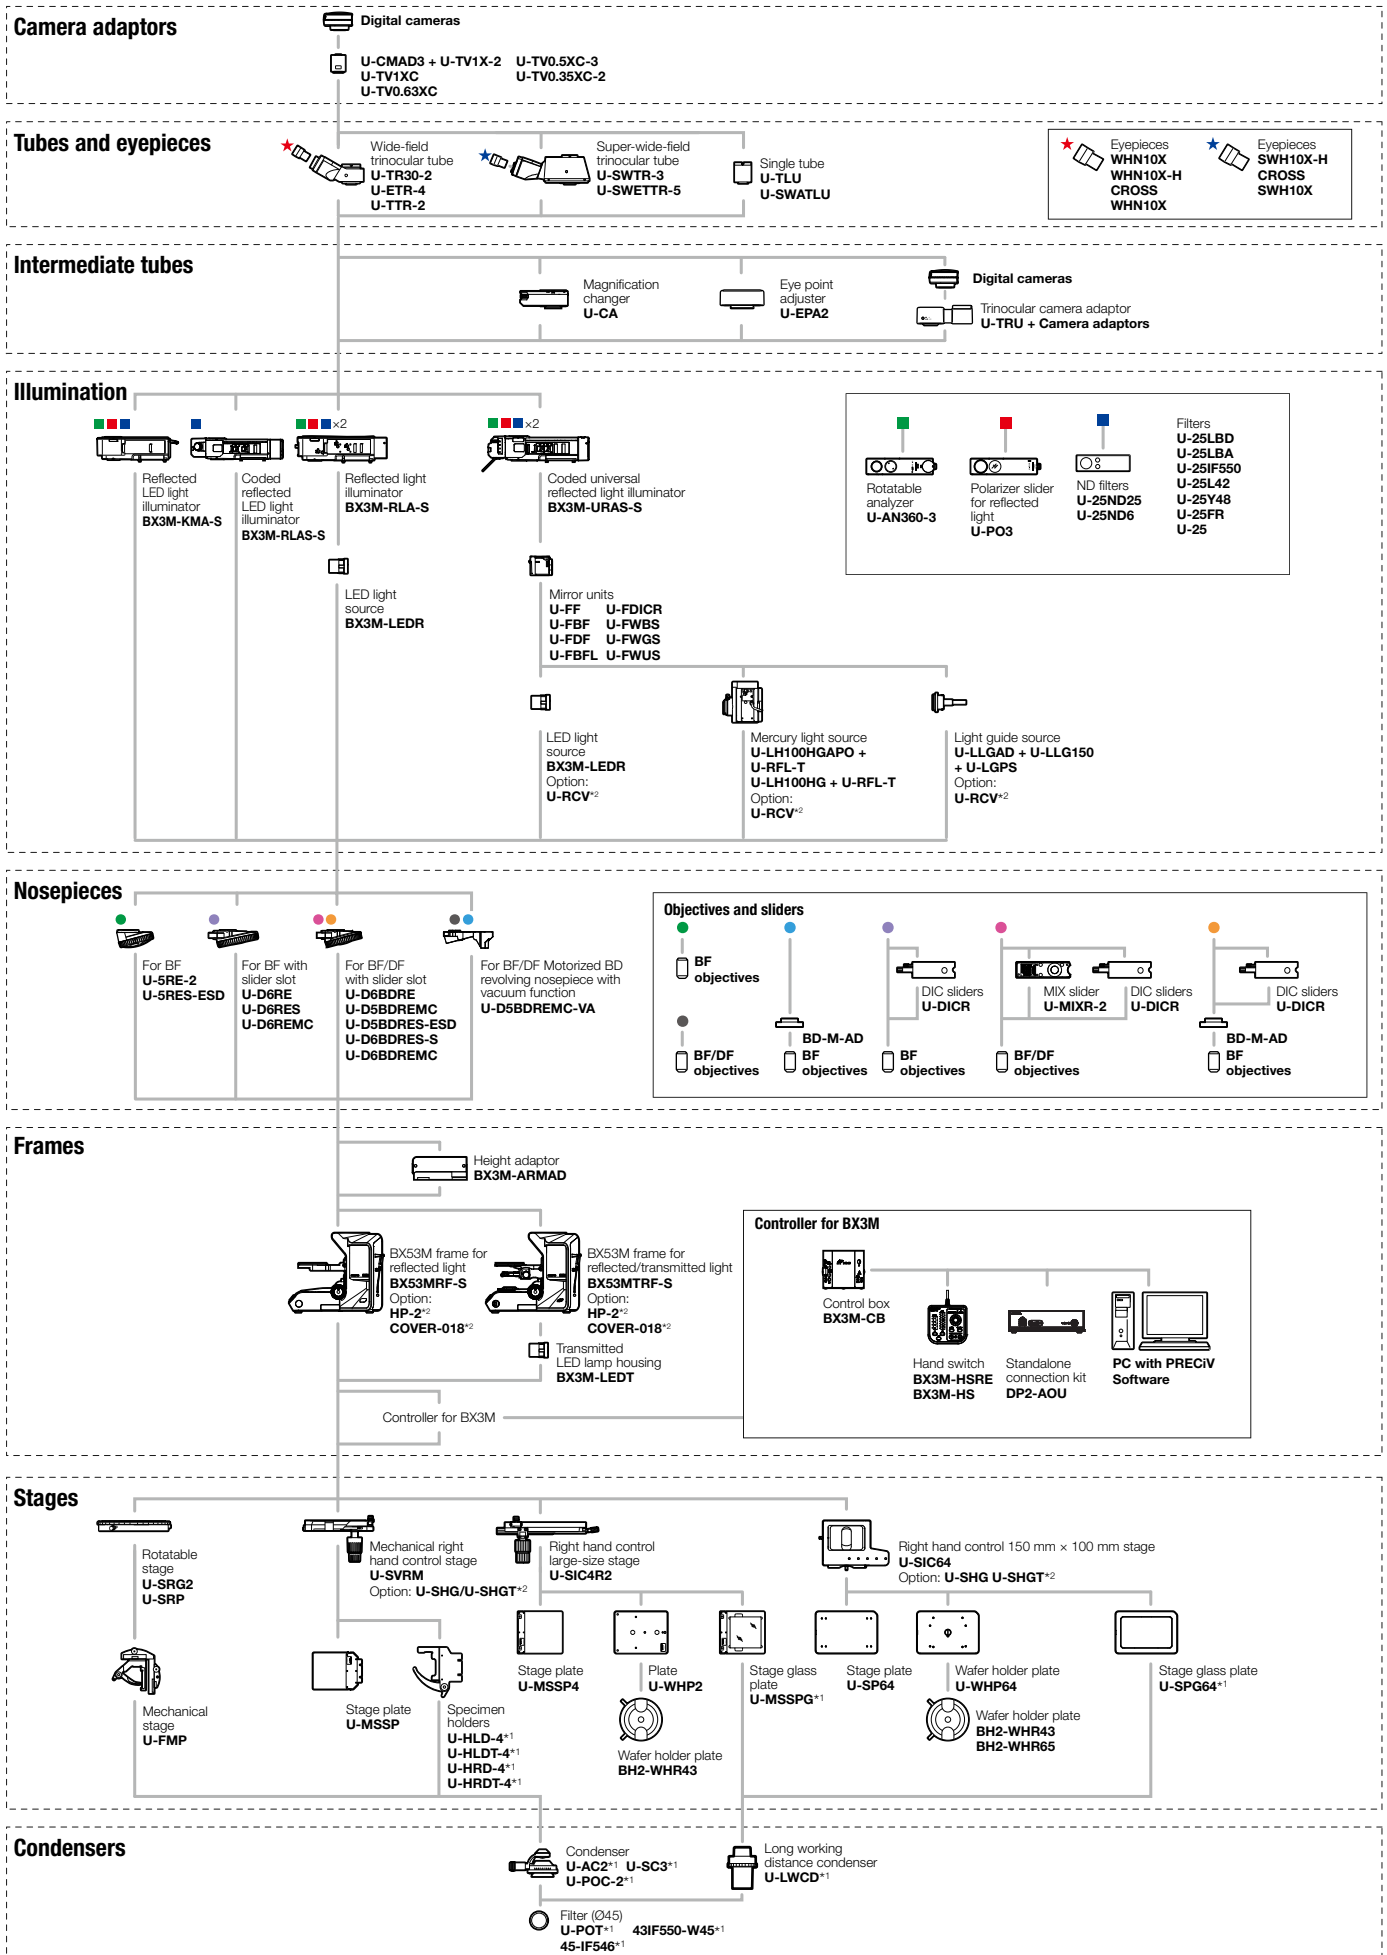 Camera adaptors
Digital cameras
U-CMAD3 + U-TV1X-2 U-TV0.5XC-3
U-TV1XC U-TV0.35XC-2
U-TV0.63XC
Tubes and eyepieces
Wide-field
trinocular tube
U-TR30-2
U-ETR-4
U-TTR-2
Super-wide-field
trinocular tube
U-SWTR-3
U-SWETTR-5
Single tube
U-TLU
U-SWATLU
Eyepieces
WHN10X
WHN10X-H
CROSS
WHN10X
Eyepieces
SWH10X-H
CROSS
SWH10X
Intermediate tubes
Magnification
changer
U-CA
Eye point
adjuster
U-EPA2
Digital cameras
Trinocular camera adaptor
U-TRU + Camera adaptors
Illumination
×2
×2
Reflected
LED light
illuminator
BX3M-KMA-S
Coded
reflected
LED light
illuminator
BX3M-RLAS-S
Reflected light
illuminator
BX3M-RLA-S
Coded universal
reflected light illuminator
BX3M-URAS-S
Rotatable
analyzer
U-AN360-3
Polarizer slider
for reflected
light
U-PO3
ND filters
U-25ND25
U-25ND6
Filters
U-25LBD
U-25LBA
U-25IF550
U-25L42
U-25Y48
U-25FR
U-25
LED light
source
BX3M-LEDR
Mirror units
U-FF U-FDICR
U-FBF U-FWBS
U-FDF U-FWGS
U-FBFL U-FWUS
LED light
source
BX3M-LEDR
Option:
U-RCV*2
Mercury light source
U-LH100HGAPO +
U-RFL-T
U-LH100HG + U-RFL-T
Option:
U-RCV*2
Light guide source
U-LLGAD + U-LLG150
+ U-LGPS
Option:
U-RCV*2
Nosepieces
For BF
U-5RE-2
U-5RES-ESD
For BF with
slider slot
U-D6RE
U-D6RES
U-D6REMC
For BF/DF
with slider slot
U-D6BDRE
U-D5BDREMC
U-D5BDRES-ESD
U-D6BDRES-S
U-D6BDREMC
For BF/DF Motorized BD
revolving nosepiece with
vacuum function
U-D5BDREMC-VA
Objectives and sliders
BF
objectives
BF/DF
objectives
BD-M-AD
BF
objectives
DIC sliders
U-DICR
BF
objectives
MIX slider
U-MIXR-2
DIC sliders
U-DICR
BF/DF
objectives
DIC sliders
U-DICR
BD-M-AD
BF
objectives
Frames
Height adaptor
BX3M-ARMAD
BX53M frame for
reflected light
BX53MRF-S
Option:
HP-2*2
COVER-018*2
BX53M frame for
reflected/transmitted light
BX53MTRF-S
Option:
HP-2*2
COVER-018*2
Transmitted
LED lamp housing
BX3M-LEDT
Controller for BX3M
Controller for BX3M
Control box
BX3M-CB
Hand switch
BX3M-HSRE
BX3M-HS
Standalone
connection kit
DP2-AOU
PC with PRECiV
Software
Stages
Rotatable
stage
U-SRG2
U-SRP
Mechanical right
hand control stage
U-SVRM
Option: U-SHG/U-SHGT*2
Right hand control
large-size stage
U-SIC4R2
Right hand control 150 mm × 100 mm stage
U-SIC64
Option: U-SHG U-SHGT*2
Mechanical
stage
U-FMP
Stage plate
U-MSSP
Specimen
holders
U-HLD-4*1
U-HLDT-4*1
U-HRD-4*1
U-HRDT-4*1
Stage plate
U-MSSP4
Plate
U-WHP2
Wafer holder plate
BH2-WHR43
Stage glass
plate
U-MSSPG*1
Stage plate
U-SP64
Wafer holder plate
U-WHP64
Wafer holder plate
BH2-WHR43
BH2-WHR65
Stage glass plate
U-SPG64*1
Condensers
Condenser
U-AC2*1 U-SC3*1
U-POC-2*1
Long working
distance condenser
U-LWCD*1
Filter (Ø45)
U-POT*1 43IF550-W45*1
45-IF546*1